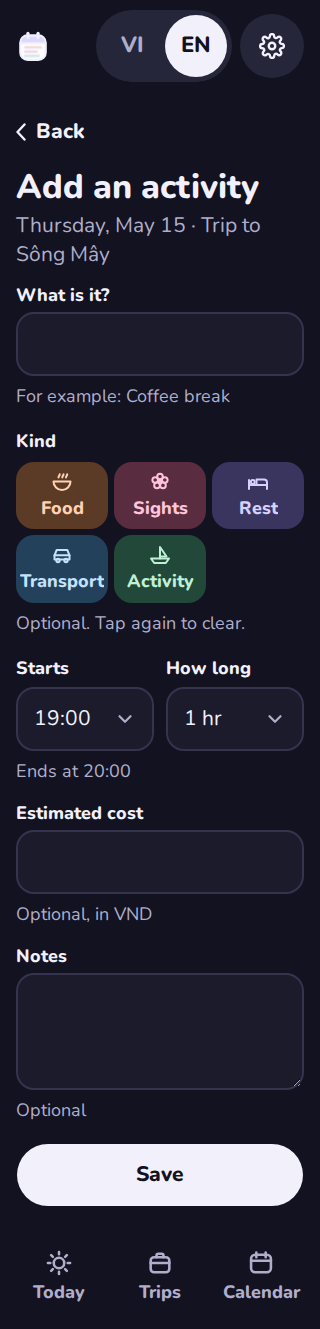 VI EN
Back
Add an activity
Thursday, May 15 · Trip to
Sông Mây
What is it?
For example: Coffee break
Kind
Food Sights Rest
Transport Activity
Optional. Tap again to clear.
Starts How long
19:00 1 hr
Ends at 20:00
Estimated cost
Optional, in VND
Notes
Optional
Save
Today Trips Calendar